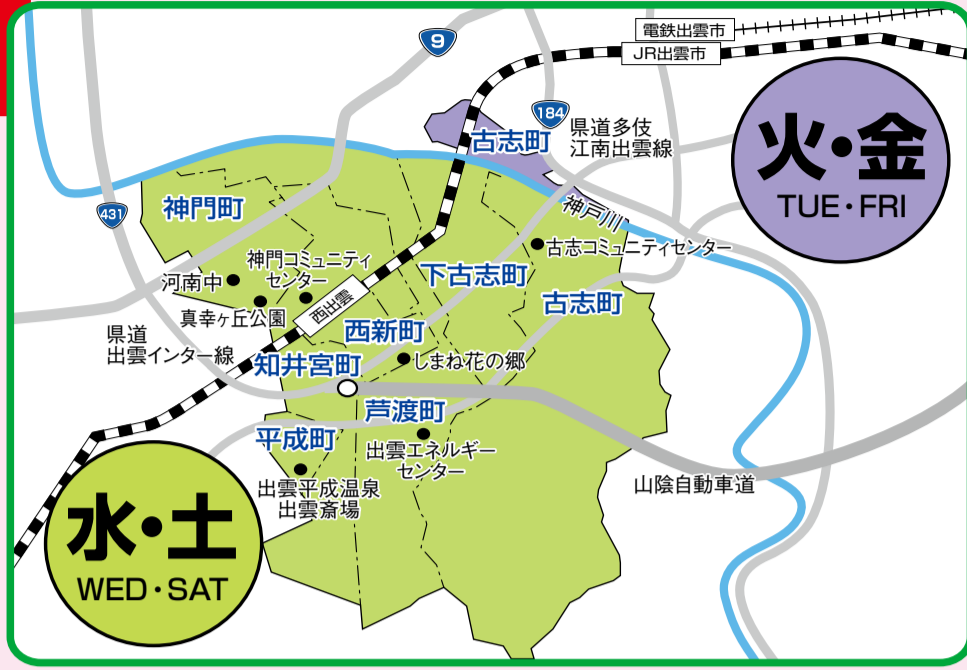 電鉄出雲市
JR出雲市
9
184
県道多伎
江南出雲線
古志町
火・金
TUE・FRI
神門町
431
神戸川
古志コミュニティセンター
神門コミュニティ
センター
下古志町
河南中
真幸ヶ丘公園
西出雲
古志町
西新町
県道
出雲インター線
知井宮町
しまね花の郷
芦渡町
平成町
出雲エネルギー
センター
出雲平成温泉
出雲斎場
山陰自動車道
水・土
WED・SAT